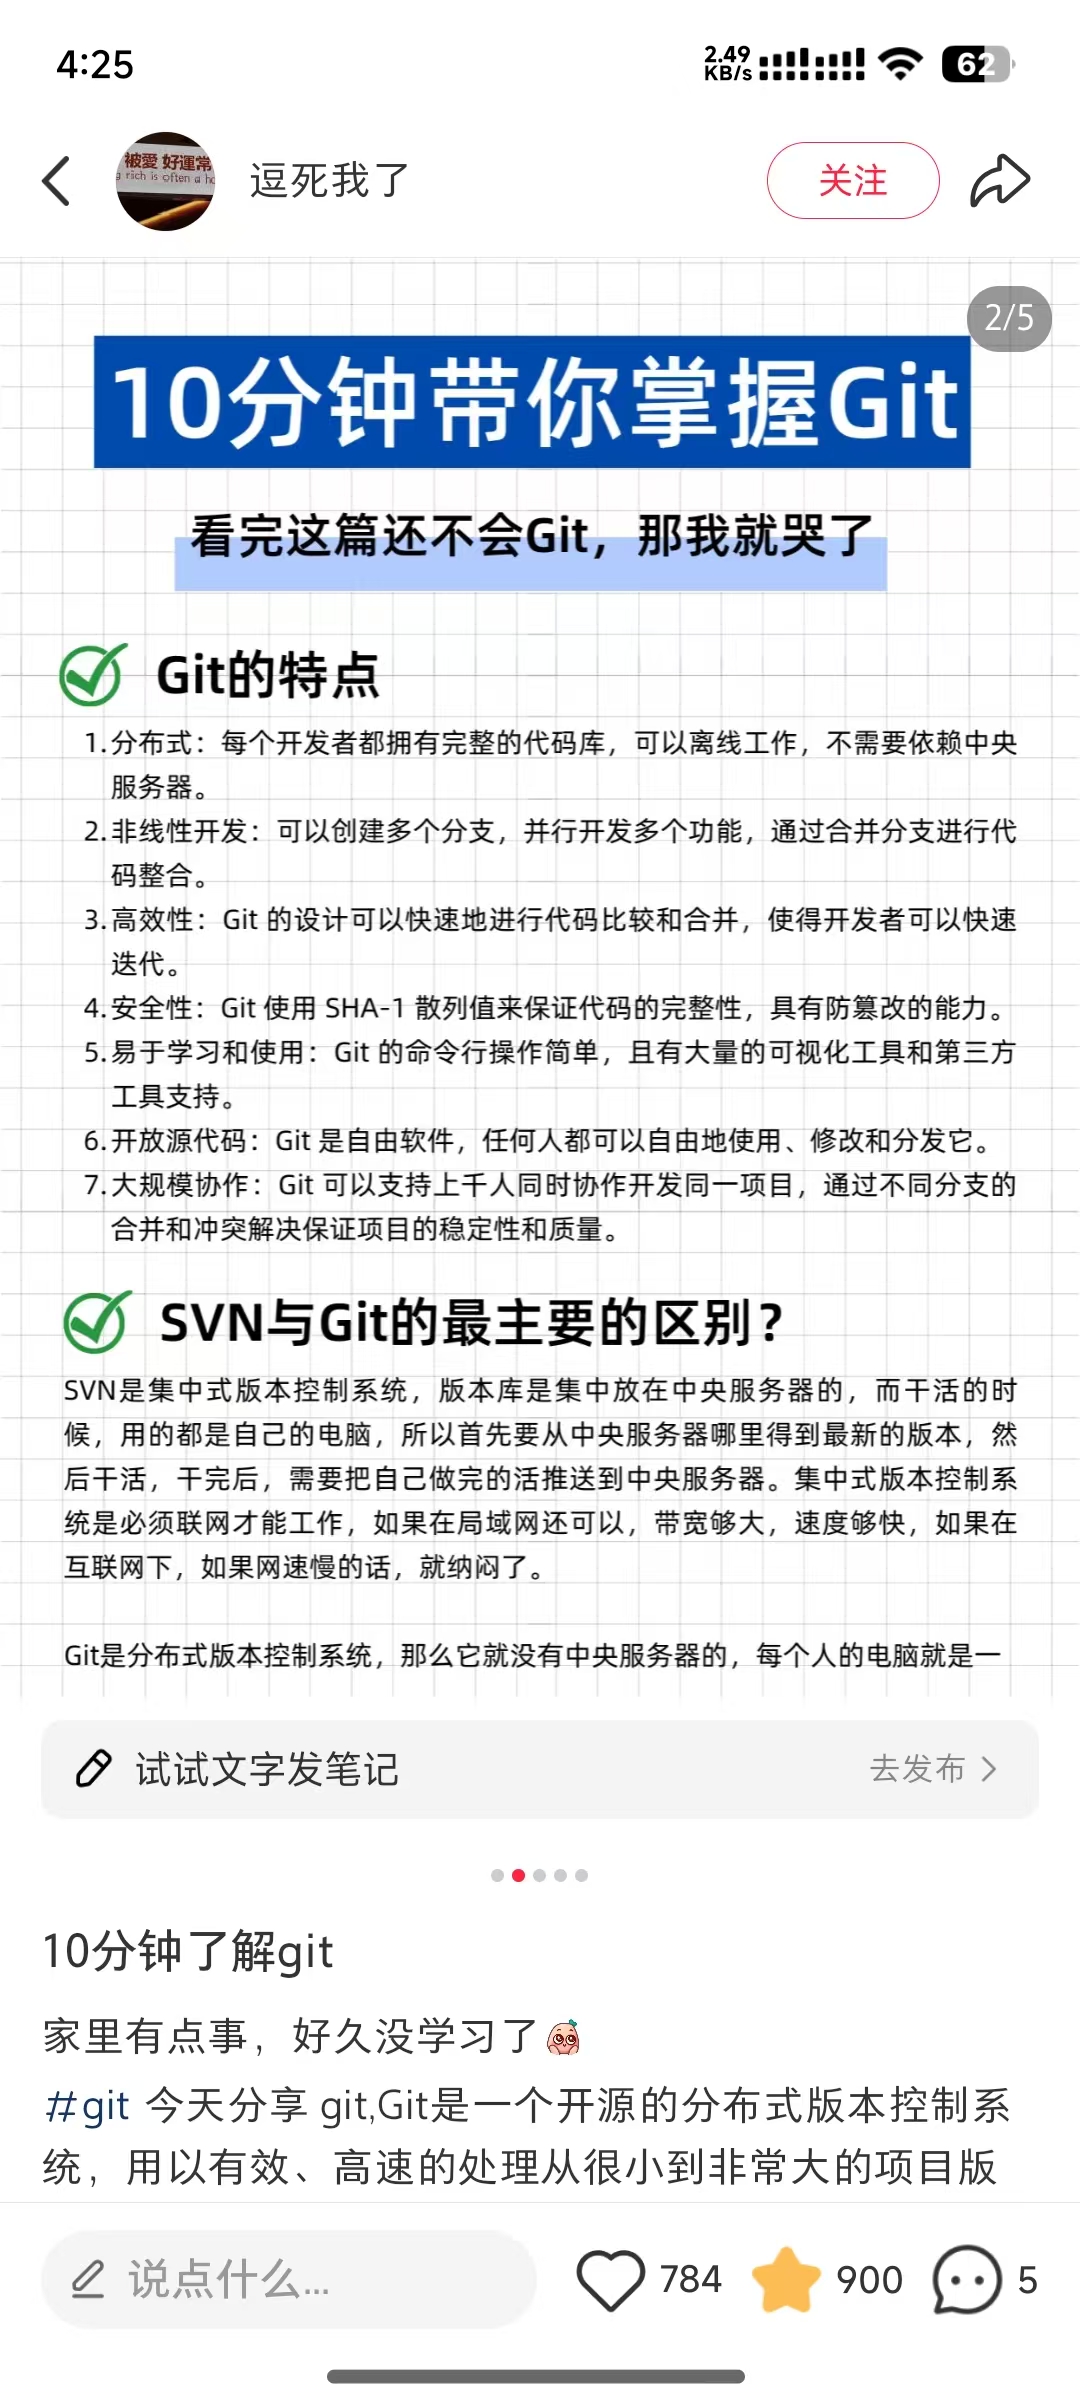 4:25
2.49
KB/s
62
被愛 好運常
g rich is often a ha
逗死我了
关注
2/5
10分钟带你掌握Git
看完这篇还不会Git，那我就哭了
Git的特点
1.分布式：每个开发者都拥有完整的代码库，可以离线工作，不需要依赖中央
服务器。
2.非线性开发：可以创建多个分支，并行开发多个功能，通过合并分支进行代
码整合。
3.高效性：Git 的设计可以快速地进行代码比较和合并，使得开发者可以快速
迭代。
4.安全性：Git 使用 SHA-1 散列值来保证代码的完整性，具有防篡改的能力。
5.易于学习和使用：Git 的命令行操作简单，且有大量的可视化工具和第三方
工具支持。
6.开放源代码：Git 是自由软件，任何人都可以自由地使用、修改和分发它。
7.大规模协作：Git 可以支持上千人同时协作开发同一项目，通过不同分支的
合并和冲突解决保证项目的稳定性和质量。
SVN与Git的最主要的区别？
SVN是集中式版本控制系统，版本库是集中放在中央服务器的，而干活的时
候，用的都是自己的电脑，所以首先要从中央服务器哪里得到最新的版本，然
后干活，干完后，需要把自己做完的活推送到中央服务器。集中式版本控制系
统是必须联网才能工作，如果在局域网还可以，带宽够大，速度够快，如果在
互联网下，如果网速慢的话，就纳闷了。
Git是分布式版本控制系统，那么它就没有中央服务器的，每个人的电脑就是一
试试文字发笔记
去发布
10分钟了解git
家里有点事，好久没学习了
#git 今天分享 git,Git是一个开源的分布式版本控制系
统，用以有效、高速的处理从很小到非常大的项目版
说点什么...
784
900
5